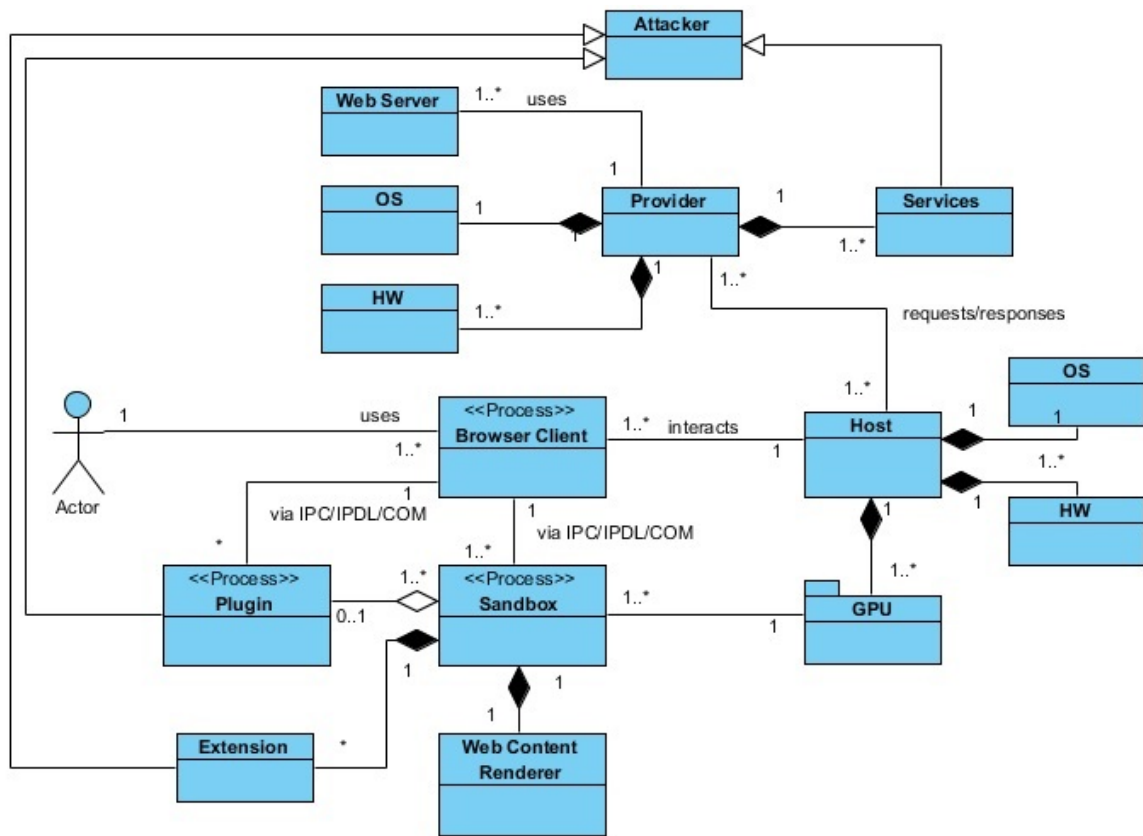 Attacker
Web Server
1..*
uses
1
OS
1
1
Provider
1
1..*
Services
HW
1..*
1
1..*
requests/responses
1..*
Actor
1
uses
1..*
<<Process>>
Browser Client
1..*
interacts
1
Host
1
1
OS
1
1..*
HW
1
via IPC/IPDL/COM
*
1
via IPC/IPDL/COM
1..*
1
1..*
<<Process>>
Plugin
0..1
1..*
<<Process>>
Sandbox
1..*
1
GPU
1
*
Extension
1
1
Web Content
Renderer